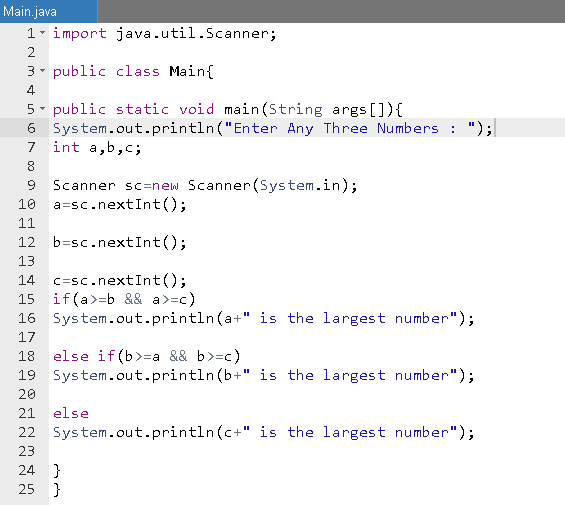 Main.java
1 import java.util.Scanner;
2
3 public class Main{
4
5 public static void main(String args[]){
6 System.out.println("Enter Any Three Numbers : ");
7 int a,b,c;
8
9 Scanner sc=new Scanner(System.in);
10 a=sc.nextInt();
11
12 b=sc.nextInt();
13
14 c=sc.nextInt();
15 if(a>=b && a>=c)
16 System.out.println(a+" is the largest number");
17
18 else if(b>=a && b>=c)
19 System.out.println(b+" is the largest number");
20
21 else
22 System.out.println(c+" is the largest number");
23
24 }
25 }